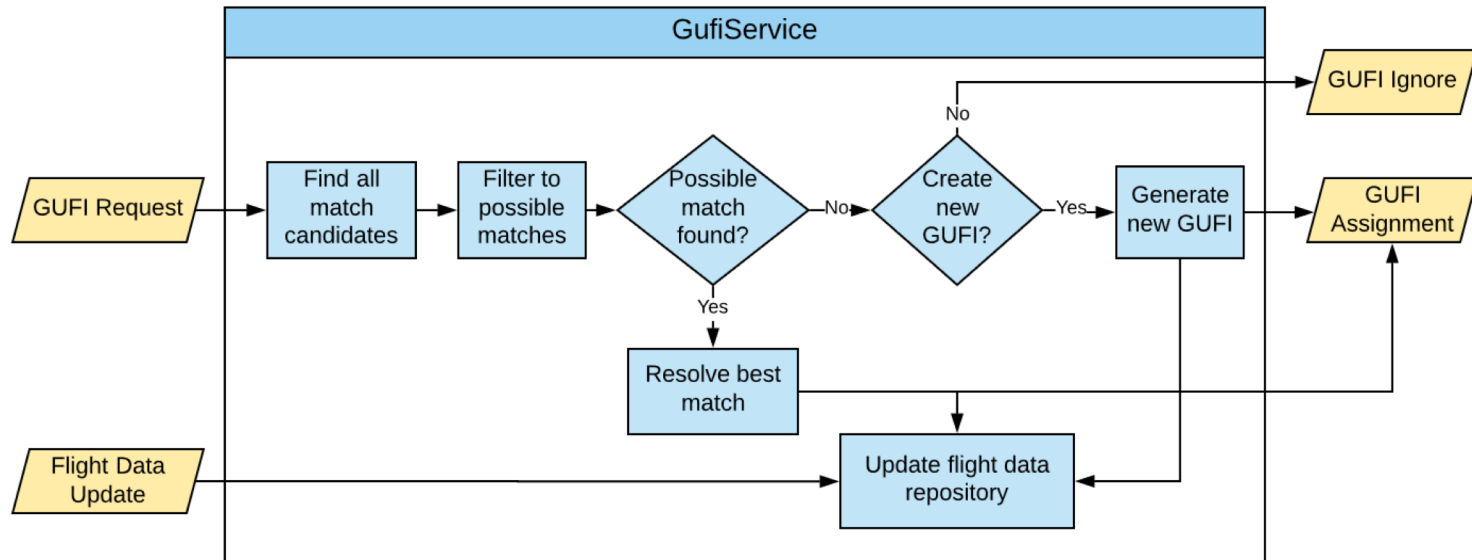 GufiService
GUFI Ignore
No
GUFI Request
Find all
match
candidates
Filter to
possible
matches
Possible
match
found?
No
Create
new
GUFI?
Yes
Generate
new GUFI
GUFI
Assignment
Yes
Resolve best
match
Flight Data
Update
Update flight data
repository